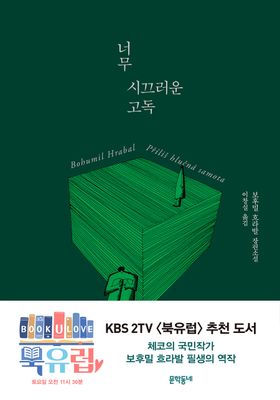 너무
시끄러운
고독
Bohumil Hrabal
Příliš hlučná samota
보후밀 흐라발 장편소설
이창실 옮김
BOOK U LOVE
북유럽
토요일 오전 11시 30분
KBS 2TV 〈북유럽〉 추천 도서
체코의 국민작가
보후밀 흐라발 필생의 역작
문학동네